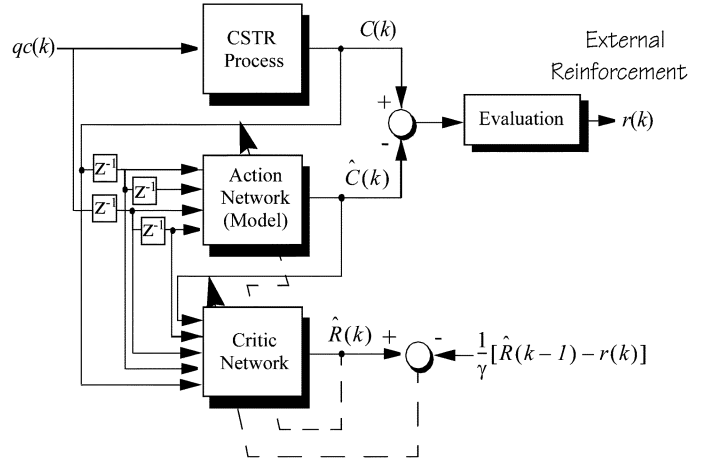 qc(k)
CSTR
Process
C(k)
External
Reinforcement
+
-
Evaluation
r(k)
Z⁻¹
Z⁻¹
Z⁻¹
Z⁻¹
Action
Network
(Model)
Ĉ(k)
Critic
Network
R̂(k)
+
-
1/γ[R̂(k−1)−r(k)]